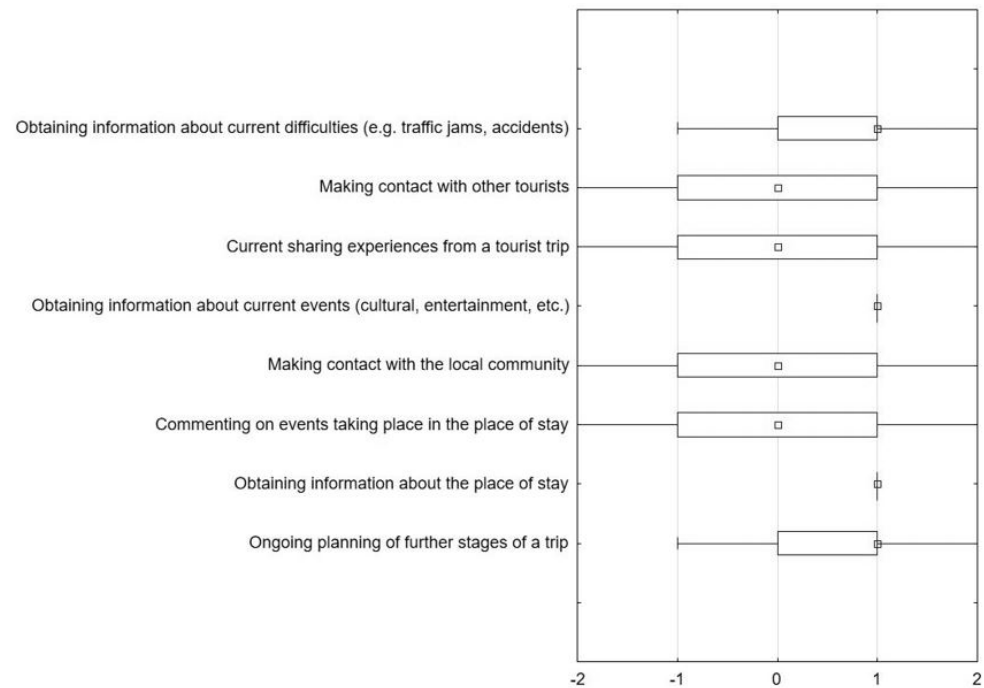 Obtaining information about current difficulties (e.g. traffic jams, accidents)
Making contact with other tourists
Current sharing experiences from a tourist trip
Obtaining information about current events (cultural, entertainment, etc.)
Making contact with the local community
Commenting on events taking place in the place of stay
Obtaining information about the place of stay
Ongoing planning of further stages of a trip
-2 -1 0 1 2